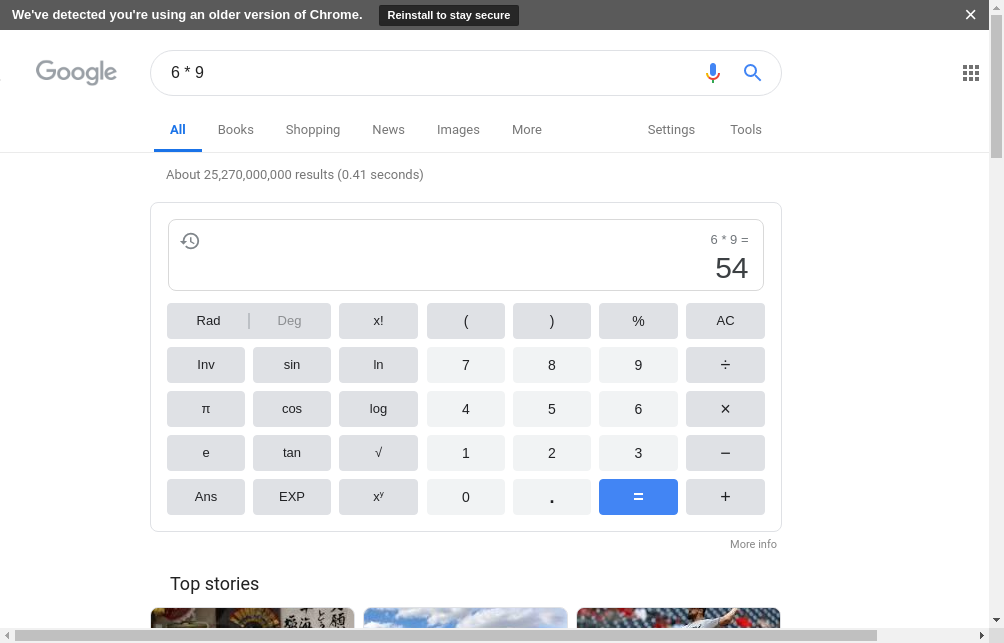 We've detected you're using an older version of Chrome. Reinstall to stay secure
Google
6 * 9
All Books Shopping News Images More Settings Tools
About 25,270,000,000 results (0.41 seconds)
6 * 9 =
54
Rad | Deg x! ( ) % AC
Inv sin ln 7 8 9 ÷
π cos log 4 5 6 ×
e tan √ 1 2 3 −
Ans EXP xʸ 0 . = +
More info
Top stories